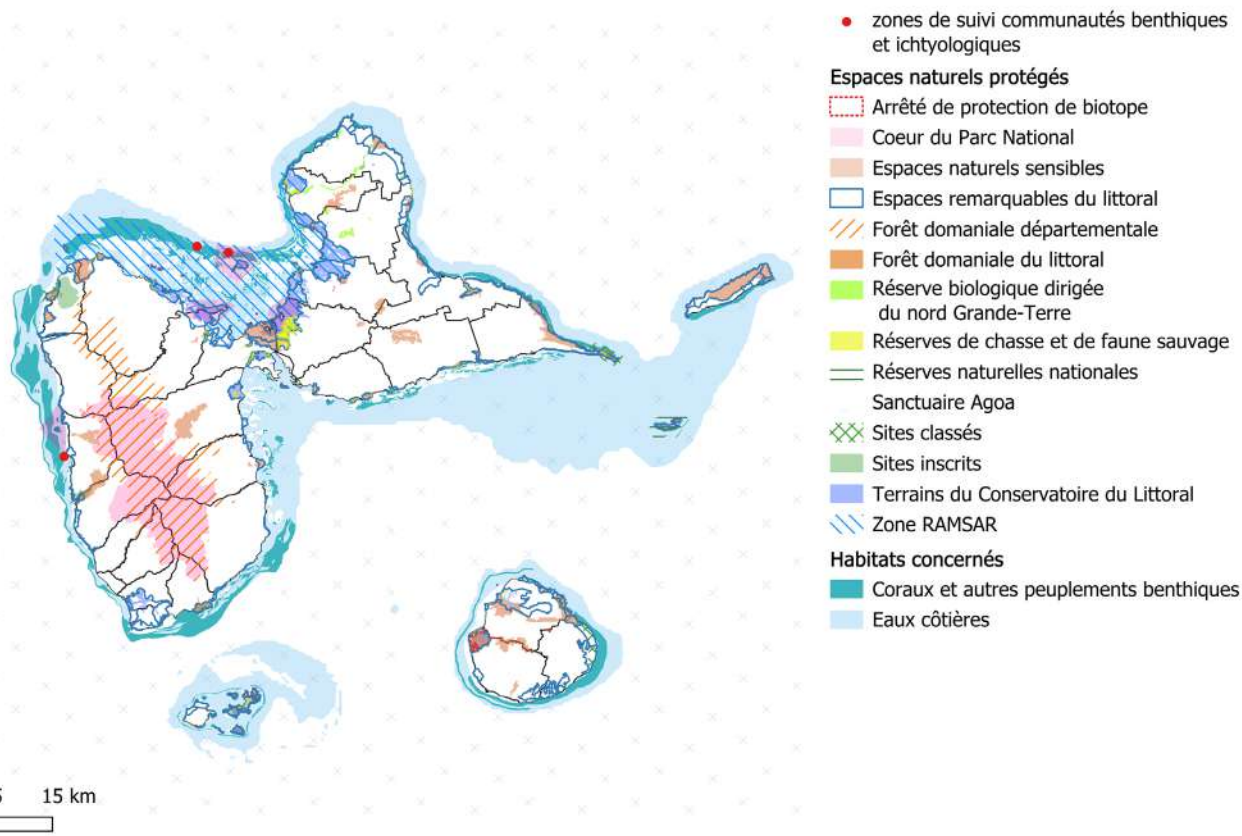 zones de suivi communautés benthiques
et ichtyologiques
Espaces naturels protégés
Arrêté de protection de biotope
Coeur du Parc National
Espaces naturels sensibles
Espaces remarquables du littoral
Forêt domaniale départementale
Forêt domaniale du littoral
Réserve biologique dirigée
du nord Grande-Terre
Réserves de chasse et de faune sauvage
Réserves naturelles nationales
Sanctuaire Agoa
Sites classés
Sites inscrits
Terrains du Conservatoire du Littoral
Zone RAMSAR
Habitats concernés
Coraux et autres peuplements benthiques
Eaux côtières
15 km